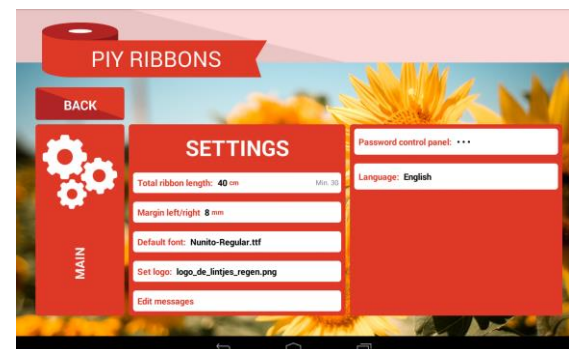 PIY RIBBONS
BACK
MAIN
SETTINGS
Total ribbon length: 40 cm Min. 30
Margin left/right 8 mm
Default font: Nunito-Regular.ttf
Set logo: logo_de_lintjes_regen.png
Edit messages
Password control panel: •••
Language: English